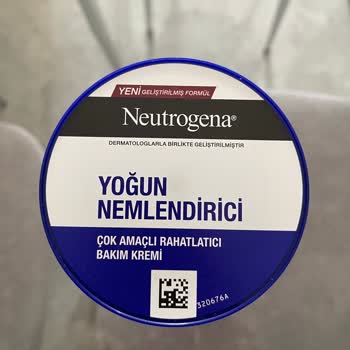 YENİ GELİŞTİRİLMİŞ FORMÜL
Neutrogena®
DERMATOLOGLARLA BİRLİKTE GELİŞTİRİLMİŞTİR
YOĞUN
NEMLENDİRİCİ
ÇOK AMAÇLI RAHATLATICI
BAKIM KREMİ
320676A